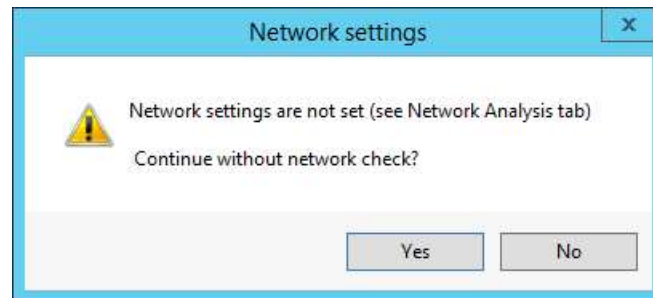 Network settings
x
Network settings are not set (see Network Analysis tab)
Continue without network check?
Yes
No